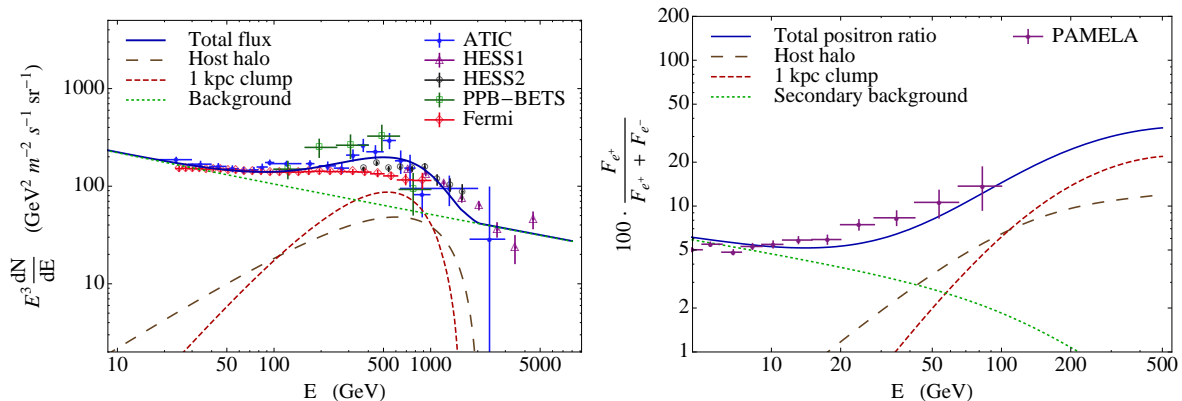 Total flux
Host halo
1 kpc clump
Background
ATIC
HESS1
HESS2
PPB−BETS
Fermi
1000
100
10
10
50
100
500
1000
5000
E (GeV)
E³ dN/dE (GeV² m⁻² s⁻¹ sr⁻¹)
Total positron ratio
Host halo
1 kpc clump
Secondary background
PAMELA
200
100
50
20
10
5
2
1
10
20
50
100
200
500
E (GeV)
100 · F_{e⁺} / (F_{e⁺} + F_{e⁻})